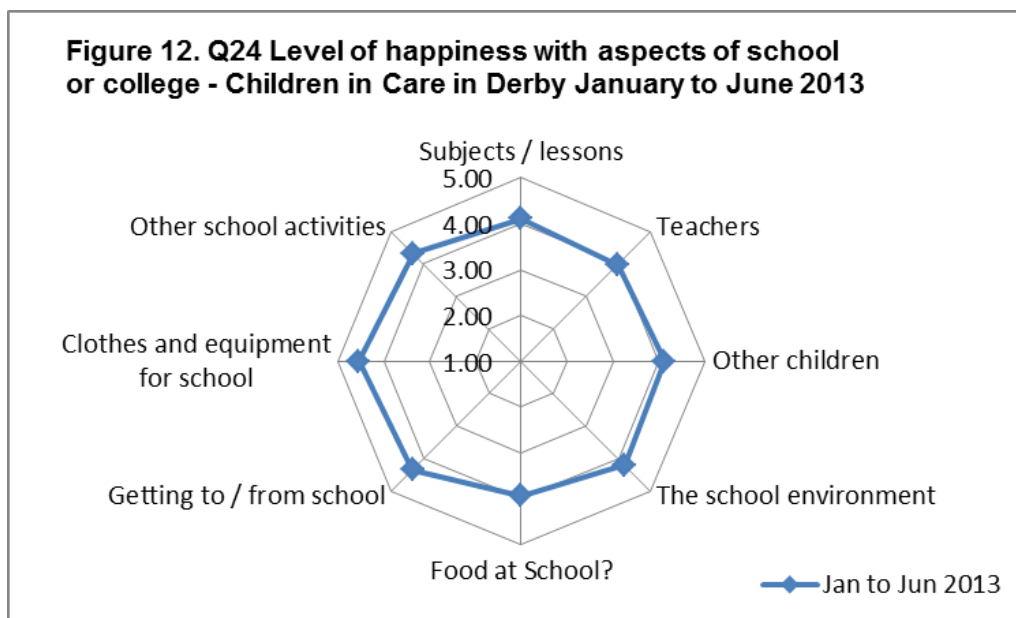 Figure 12. Q24 Level of happiness with aspects of school
or college - Children in Care in Derby January to June 2013
Subjects / lessons
5.00
Other school activities
Teachers
4.00
3.00
2.00
Clothes and equipment
for school
1.00
Other children
Getting to / from school
The school environment
Food at School?
Jan to Jun 2013